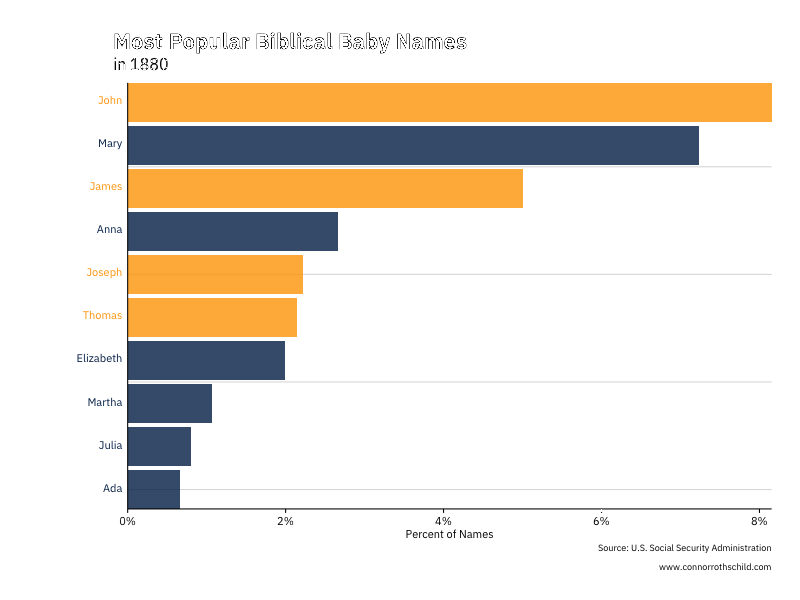 Most Popular Biblical Baby Names
in 1880
John
Mary
James
Anna
Joseph
Thomas
Elizabeth
Martha
Julia
Ada
0% 2% 4% 6% 8%
Percent of Names
Source: U.S. Social Security Administration
www.connorrothschild.com